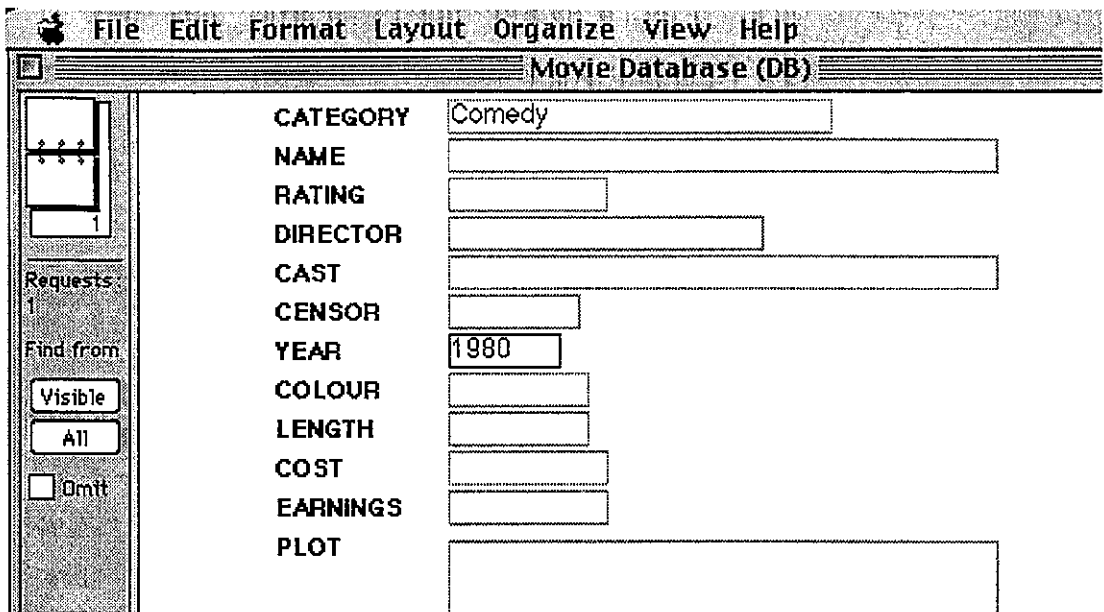 File Edit Format Layout Organize View Help
Movie Database (DB)
1
Requests:
1
Find from
Visible
All
Omit
CATEGORY Comedy
NAME
RATING
DIRECTOR
CAST
CENSOR
YEAR 1980
COLOUR
LENGTH
COST
EARNINGS
PLOT